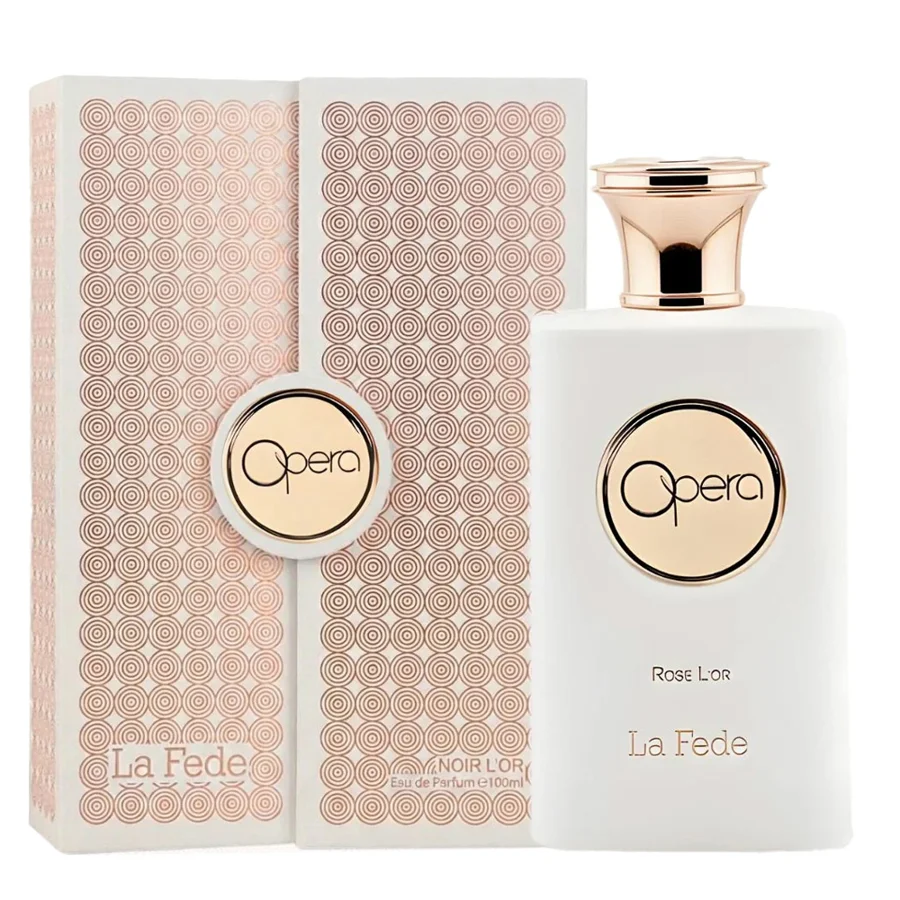 Opera
La Fede
NOIR L'OR
Eau de Parfum ℮100ml
Opera
ROSE L'OR
La Fede